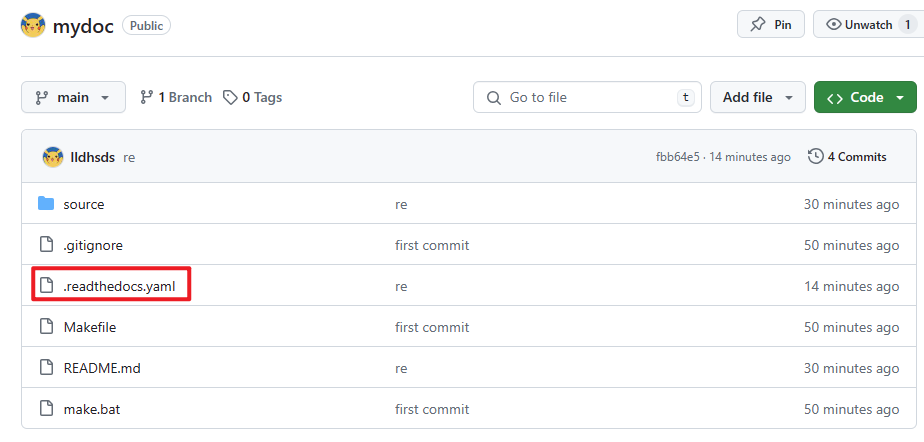 mydoc Public Pin Unwatch 1
main 1 Branch 0 Tags Go to file t Add file Code
lldhsds re fbb64e5 · 14 minutes ago 4 Commits
source re 30 minutes ago
.gitignore first commit 50 minutes ago
.readthedocs.yaml re 14 minutes ago
Makefile first commit 50 minutes ago
README.md re 30 minutes ago
make.bat first commit 50 minutes ago